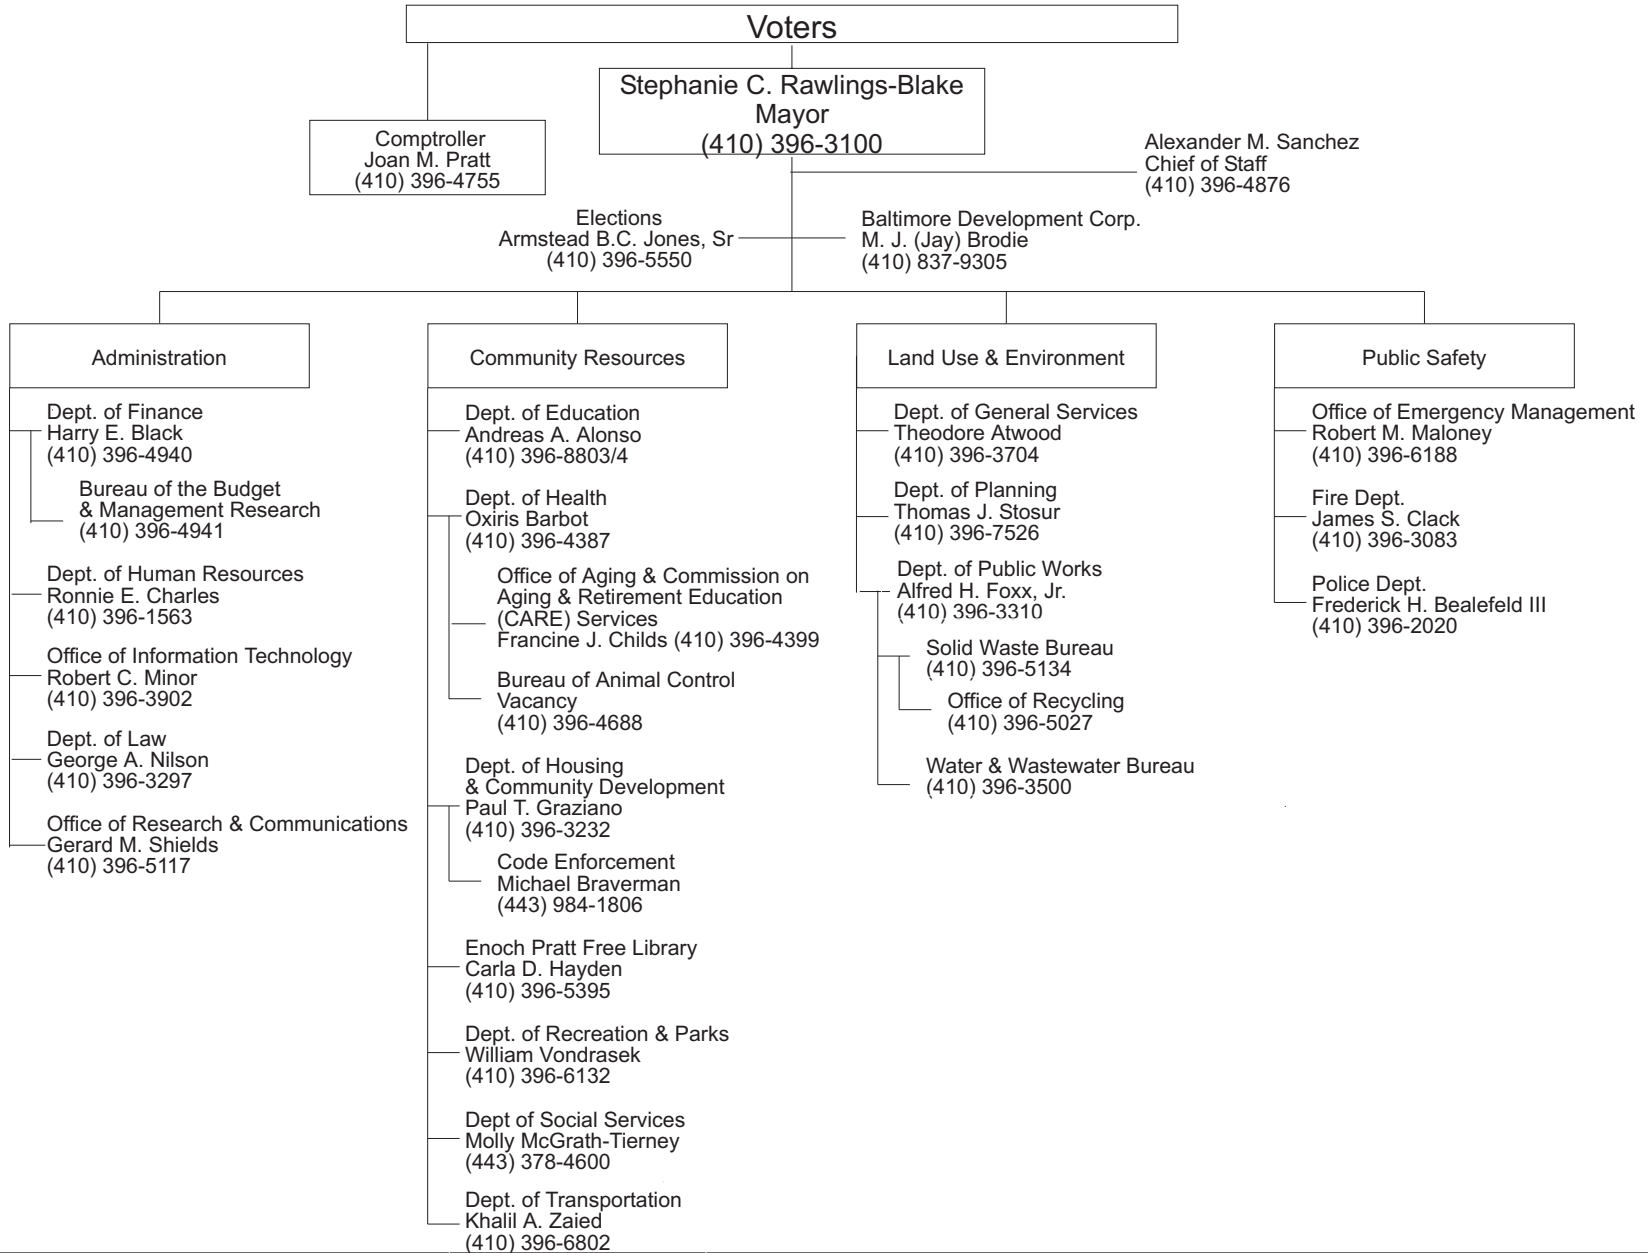 Voters
Stephanie C. Rawlings-Blake
Mayor
(410) 396-3100
Comptroller
Joan M. Pratt
(410) 396-4755
Alexander M. Sanchez
Chief of Staff
(410) 396-4876
Elections
Armstead B.C. Jones, Sr
(410) 396-5550
Baltimore Development Corp.
M. J. (Jay) Brodie
(410) 837-9305
Administration
Dept. of Finance
Harry E. Black
(410) 396-4940
Bureau of the Budget
& Management Research
(410) 396-4941
Dept. of Human Resources
Ronnie E. Charles
(410) 396-1563
Office of Information Technology
Robert C. Minor
(410) 396-3902
Dept. of Law
George A. Nilson
(410) 396-3297
Office of Research & Communications
Gerard M. Shields
(410) 396-5117
Community Resources
Dept. of Education
Andreas A. Alonso
(410) 396-8803/4
Dept. of Health
Oxiris Barbot
(410) 396-4387
Office of Aging & Commission on
Aging & Retirement Education
(CARE) Services
Francine J. Childs (410) 396-4399
Bureau of Animal Control
Vacancy
(410) 396-4688
Dept. of Housing
& Community Development
Paul T. Graziano
(410) 396-3232
Code Enforcement
Michael Braverman
(443) 984-1806
Enoch Pratt Free Library
Carla D. Hayden
(410) 396-5395
Dept. of Recreation & Parks
William Vondrasek
(410) 396-6132
Dept of Social Services
Molly McGrath-Tierney
(443) 378-4600
Dept. of Transportation
Khalil A. Zaied
(410) 396-6802
Land Use & Environment
Dept. of General Services
Theodore Atwood
(410) 396-3704
Dept. of Planning
Thomas J. Stosur
(410) 396-7526
Dept. of Public Works
Alfred H. Foxx, Jr.
(410) 396-3310
Solid Waste Bureau
(410) 396-5134
Office of Recycling
(410) 396-5027
Water & Wastewater Bureau
(410) 396-3500
Public Safety
Office of Emergency Management
Robert M. Maloney
(410) 396-6188
Fire Dept.
James S. Clack
(410) 396-3083
Police Dept.
Frederick H. Bealefeld III
(410) 396-2020